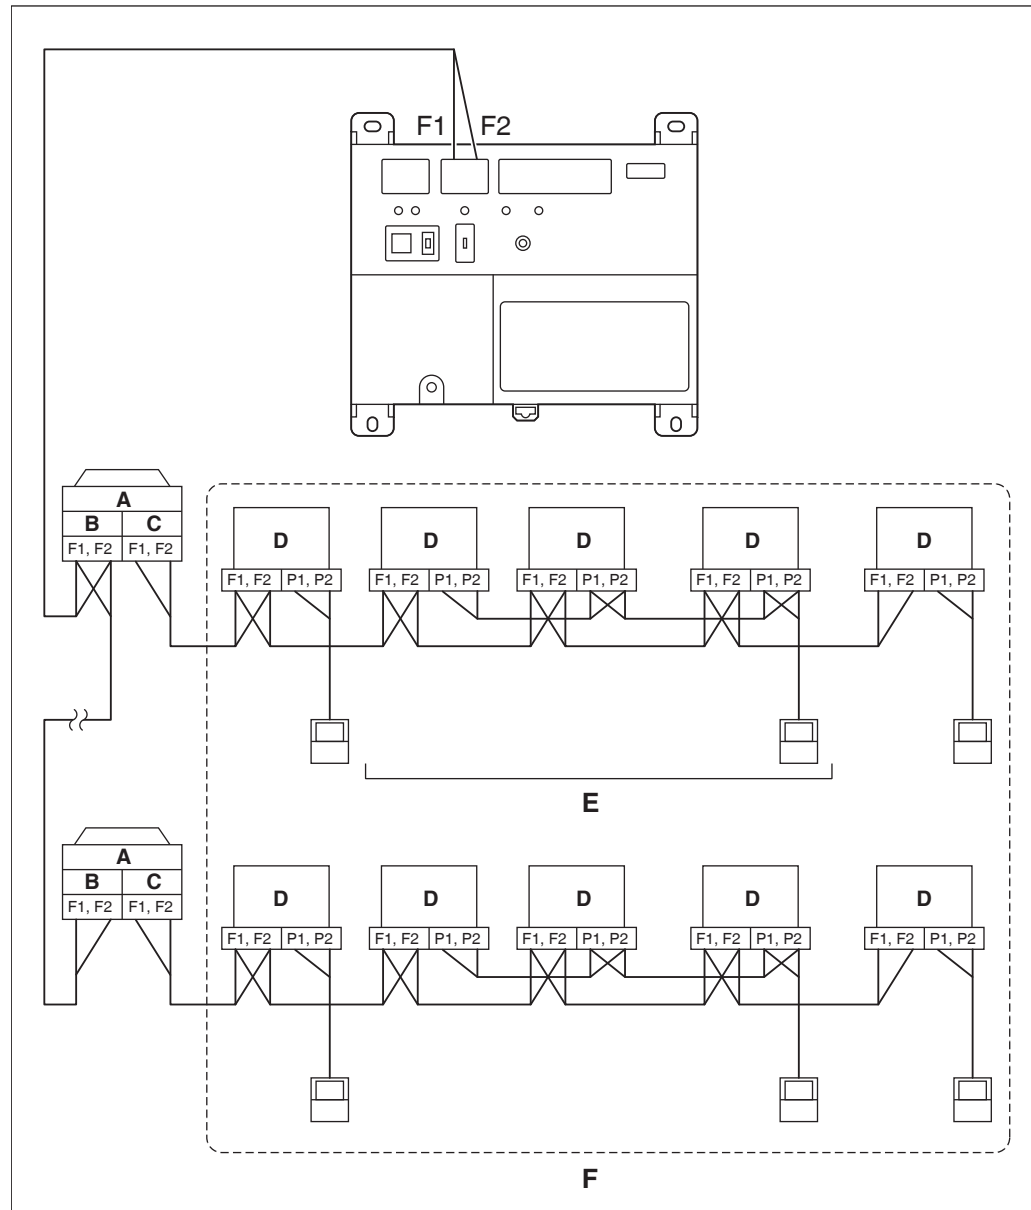 F1 F2
A
B C
F1, F2 F1, F2
D D D D D
F1, F2 P1, P2 F1, F2 P1, P2 F1, F2 P1, P2 F1, F2 P1, P2 F1, F2 P1, P2
E
A
B C
F1, F2 F1, F2
D D D D D
F1, F2 P1, P2 F1, F2 P1, P2 F1, F2 P1, P2 F1, F2 P1, P2 F1, F2 P1, P2
F